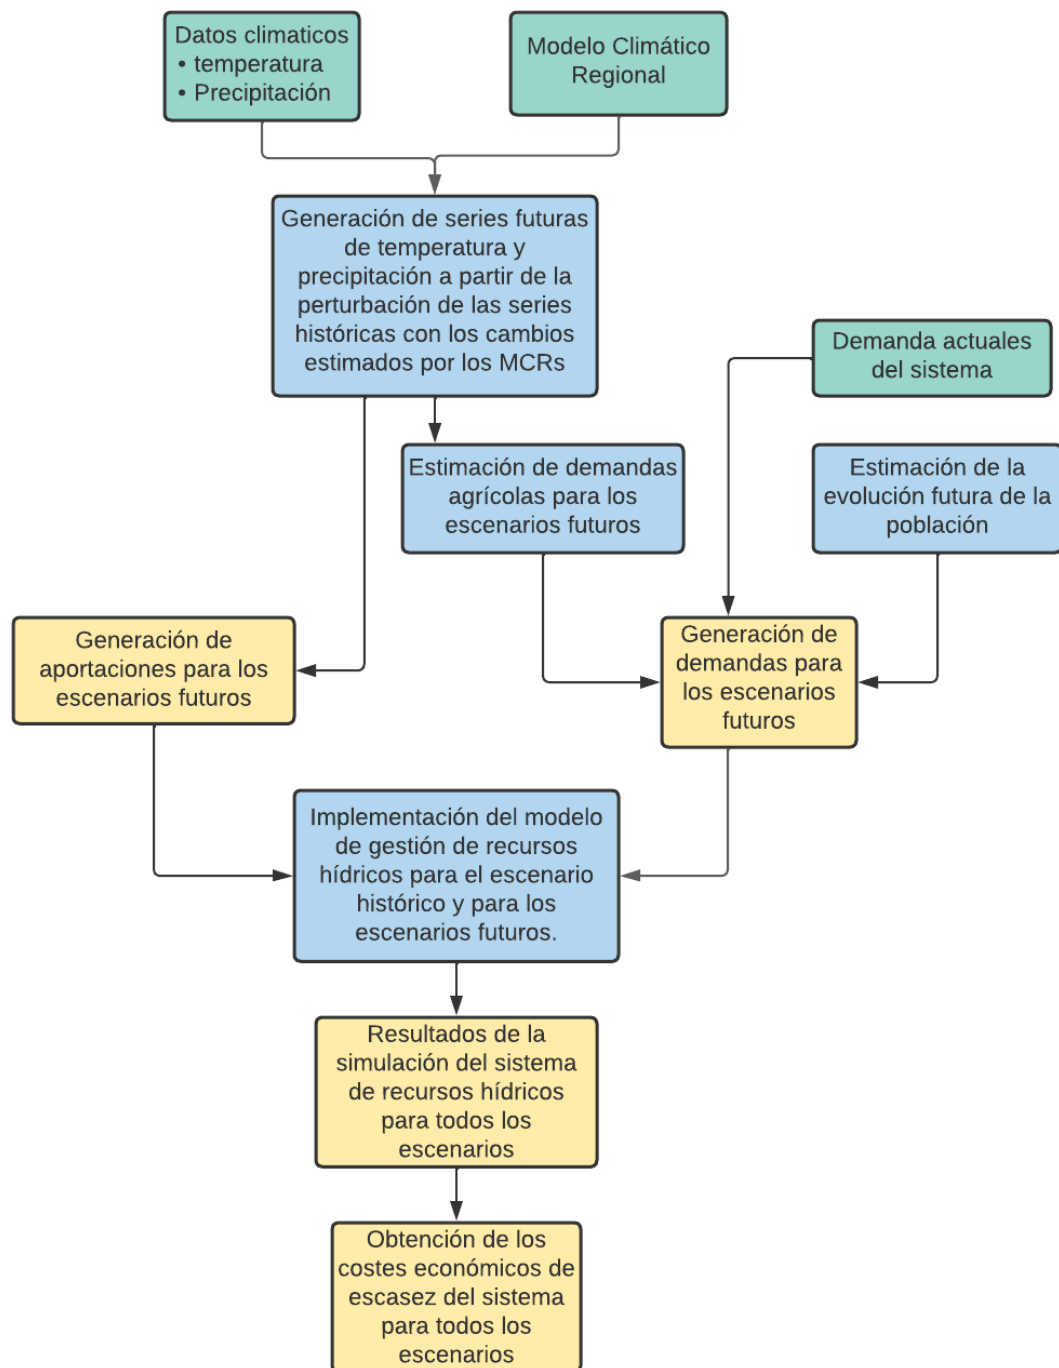 Datos climaticos
• temperatura
• Precipitación
Modelo Climático
Regional
Generación de series futuras
de temperatura y
precipitación a partir de la
perturbación de las series
históricas con los cambios
estimados por los MCRs
Demanda actuales
del sistema
Estimación de demandas
agrícolas para los
escenarios futuros
Estimación de la
evolución futura de la
población
Generación de
aportaciones para los
escenarios futuros
Generación de
demandas para
los escenarios
futuros
Implementación del modelo
de gestión de recursos
hídricos para el escenario
histórico y para los
escenarios futuros.
Resultados de la
simulación del sistema
de recursos hídricos
para todos los
escenarios
Obtención de los
costes económicos de
escasez del sistema
para todos los
escenarios